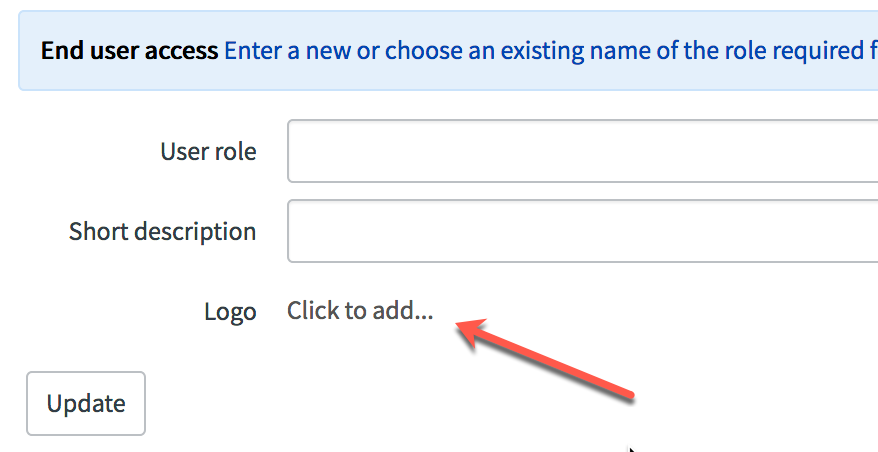 End user access Enter a new or choose an existing name of the role required
User role
Short description
Logo Click to add...
Update